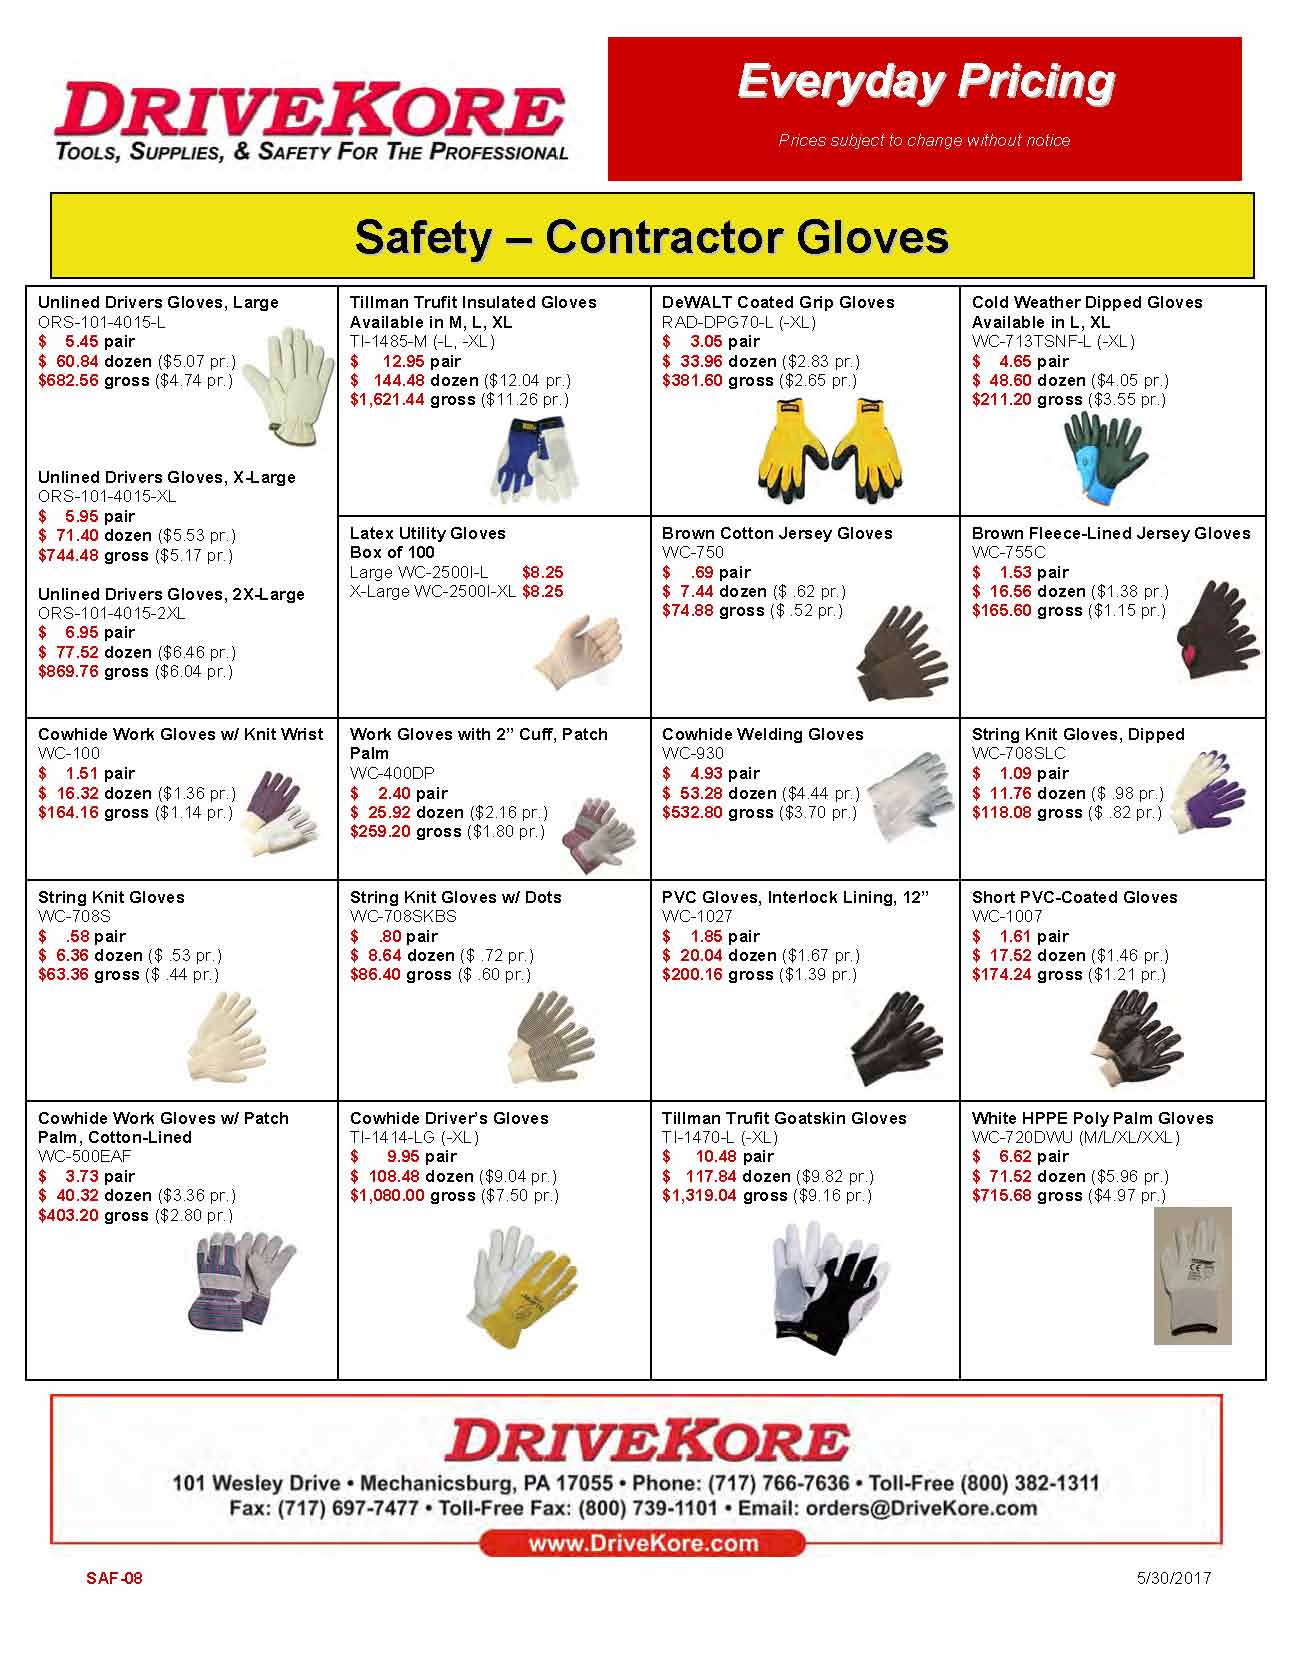 DRIVEKORE
TOOLS, SUPPLIES, & SAFETY FOR THE PROFESSIONAL
Everyday Pricing
Prices subject to change without notice
Safety – Contractor Gloves
Unlined Drivers Gloves, Large
ORS-101-4015-L
$ 5.45 pair
$ 60.84 dozen ($5.07 pr.)
$682.56 gross ($4.74 pr.)
Unlined Drivers Gloves, X-Large
ORS-101-4015-XL
$ 5.95 pair
$ 71.40 dozen ($5.53 pr.)
$744.48 gross ($5.17 pr.)
Unlined Drivers Gloves, 2X-Large
ORS-101-4015-2XL
$ 6.95 pair
$ 77.52 dozen ($6.46 pr.)
$869.76 gross ($6.04 pr.)
Tillman Trufit Insulated Gloves
Available in M, L, XL
TI-1485-M (-L, -XL)
$ 12.95 pair
$ 144.48 dozen ($12.04 pr.)
$1,621.44 gross ($11.26 pr.)
DeWALT Coated Grip Gloves
RAD-DPG70-L (-XL)
$ 3.05 pair
$ 33.96 dozen ($2.83 pr.)
$381.60 gross ($2.65 pr.)
Cold Weather Dipped Gloves
Available in L, XL
WC-713TSNF-L (-XL)
$ 4.65 pair
$ 48.60 dozen ($4.05 pr.)
$211.20 gross ($3.55 pr.)
Latex Utility Gloves
Box of 100
Large WC-2500I-L $8.25
X-Large WC-2500I-XL $8.25
Brown Cotton Jersey Gloves
WC-750
$ .69 pair
$ 7.44 dozen ($ .62 pr.)
$74.88 gross ($ .52 pr.)
Brown Fleece-Lined Jersey Gloves
WC-755C
$ 1.53 pair
$ 16.56 dozen ($1.38 pr.)
$165.60 gross ($1.15 pr.)
Cowhide Work Gloves w/ Knit Wrist
WC-100
$ 1.51 pair
$ 16.32 dozen ($1.36 pr.)
$164.16 gross ($1.14 pr.)
Work Gloves with 2” Cuff, Patch
Palm
WC-400DP
$ 2.40 pair
$ 25.92 dozen ($2.16 pr.)
$259.20 gross ($1.80 pr.)
Cowhide Welding Gloves
WC-930
$ 4.93 pair
$ 53.28 dozen ($4.44 pr.)
$532.80 gross ($3.70 pr.)
String Knit Gloves, Dipped
WC-708SLC
$ 1.09 pair
$ 11.76 dozen ($ .98 pr.)
$118.08 gross ($ .82 pr.)
String Knit Gloves
WC-708S
$ .58 pair
$ 6.36 dozen ($ .53 pr.)
$63.36 gross ($ .44 pr.)
String Knit Gloves w/ Dots
WC-708SKBS
$ .80 pair
$ 8.64 dozen ($ .72 pr.)
$86.40 gross ($ .60 pr.)
PVC Gloves, Interlock Lining, 12”
WC-1027
$ 1.85 pair
$ 20.04 dozen ($1.67 pr.)
$200.16 gross ($1.39 pr.)
Short PVC-Coated Gloves
WC-1007
$ 1.61 pair
$ 17.52 dozen ($1.46 pr.)
$174.24 gross ($1.21 pr.)
Cowhide Work Gloves w/ Patch
Palm, Cotton-Lined
WC-500EAF
$ 3.73 pair
$ 40.32 dozen ($3.36 pr.)
$403.20 gross ($2.80 pr.)
Cowhide Driver’s Gloves
TI-1414-LG (-XL)
$ 9.95 pair
$ 108.48 dozen ($9.04 pr.)
$1,080.00 gross ($7.50 pr.)
Tillman Trufit Goatskin Gloves
TI-1470-L (-XL)
$ 10.48 pair
$ 117.84 dozen ($9.82 pr.)
$1,319.04 gross ($9.16 pr.)
White HPPE Poly Palm Gloves
WC-720DWU (M/L/XL/XXL)
$ 6.62 pair
$ 71.52 dozen ($5.96 pr.)
$715.68 gross ($4.97 pr.)
CE
DRIVEKORE
101 Wesley Drive • Mechanicsburg, PA 17055 • Phone: (717) 766-7636 • Toll-Free (800) 382-1311
Fax: (717) 697-7477 • Toll-Free Fax: (800) 739-1101 • Email: orders@DriveKore.com
www.DriveKore.com
SAF-08
5/30/2017